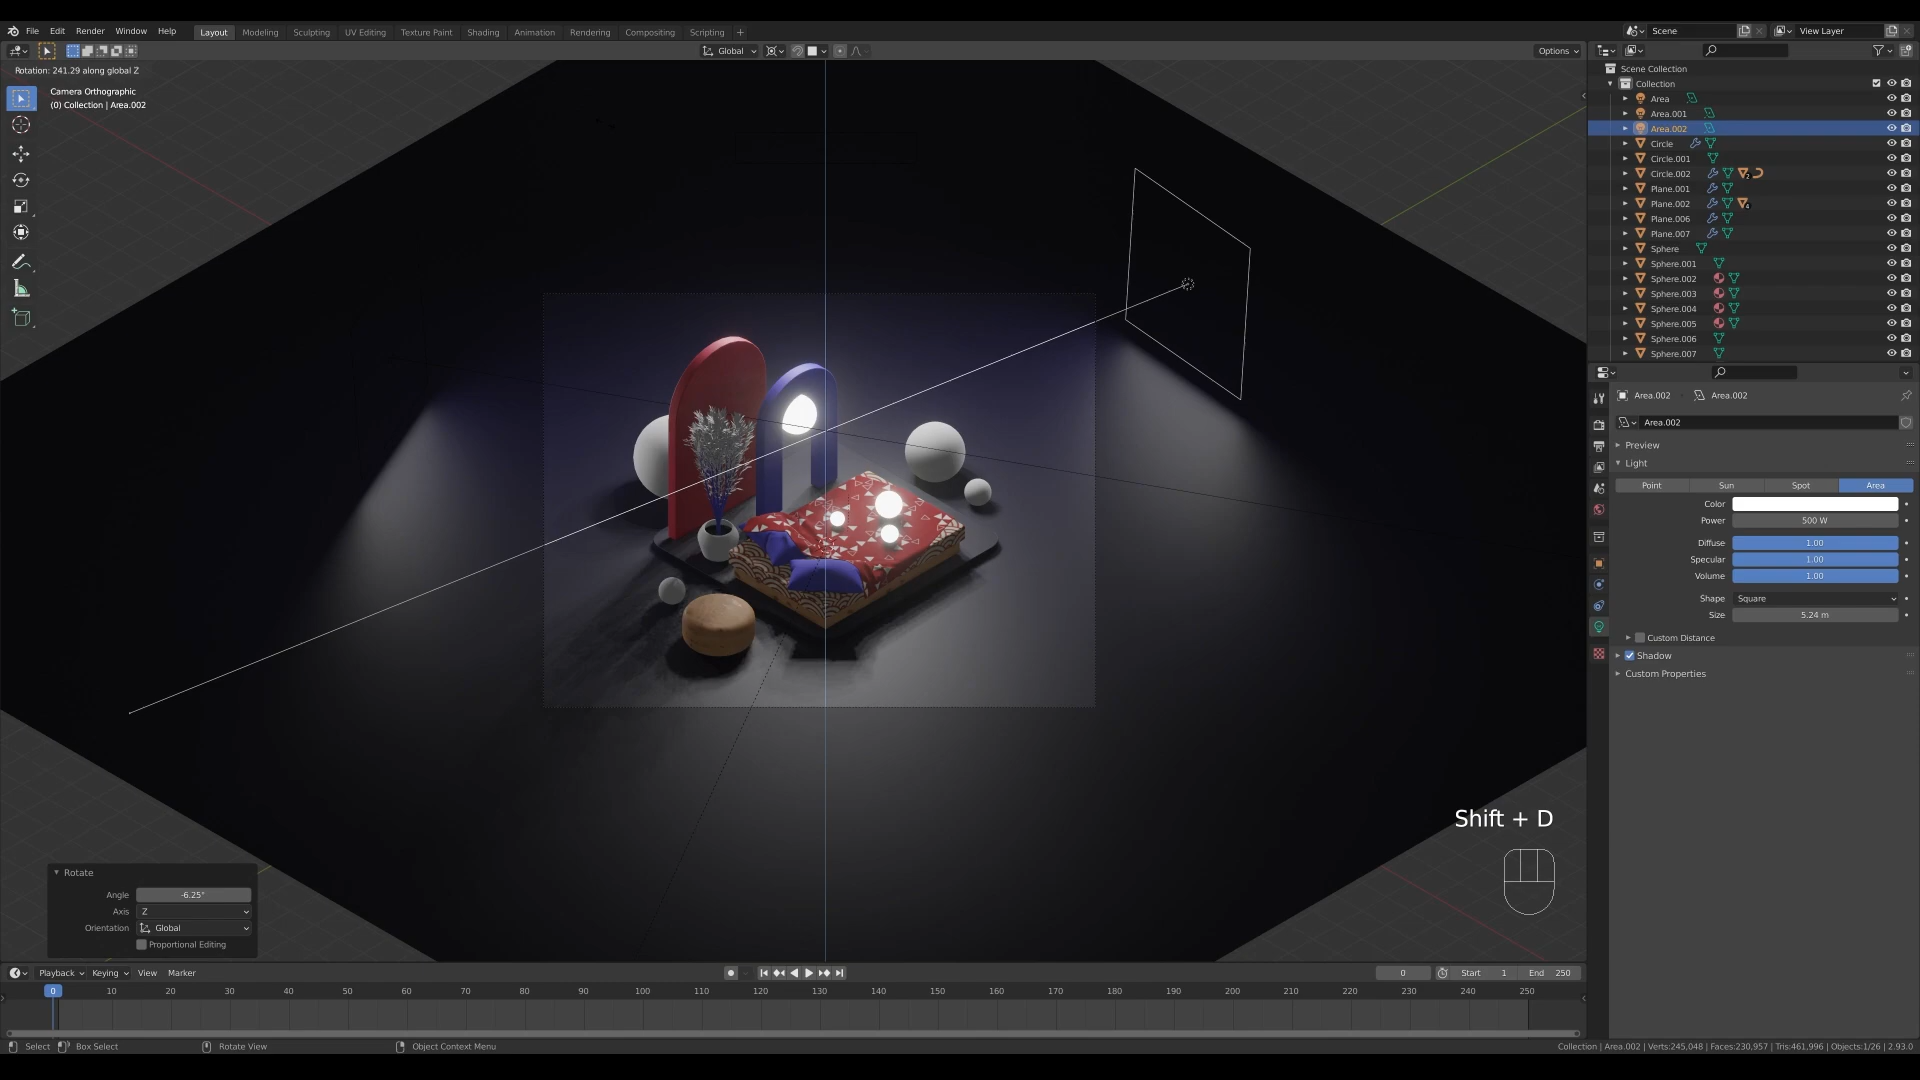 File Edit Render Window Help Layout Modeling Sculpting UV Editing Texture Paint Shading Animation Rendering Compositing Scripting +
Scene
View Layer
Global
Options
Rotation: 241.29 along global Z
Camera Orthographic
(0) Collection | Area.002
Scene Collection
Collection
Area
Area.001
Area.002
Circle
Circle.001
Circle.002
Plane.001
Plane.002
Plane.006
Plane.007
Sphere
Sphere.001
Sphere.002
Sphere.003
Sphere.004
Sphere.005
Sphere.006
Sphere.007
Area.002 Area.002
Area.002
Preview
Light
Point Sun Spot Area
Color
Power 500 W
Diffuse 1.00
Specular 1.00
Volume 1.00
Shape Square
Size 5.24 m
Custom Distance
Shadow
Custom Properties
Shift + D
Rotate
Angle -6.25°
Axis Z
Orientation Global
Proportional Editing
Playback Keying View Marker
0
Start 1 End 250
0 10 20 30 40 50 60 70 80 90 100 110 120 130 140 150 160 170 180 190 200 210 220 230 240 250
Select Box Select Rotate View Object Context Menu
Collection | Area.002 | Verts:245,048 | Faces:230,957 | Tris:461,996 | Objects:1/26 | 2.93.0